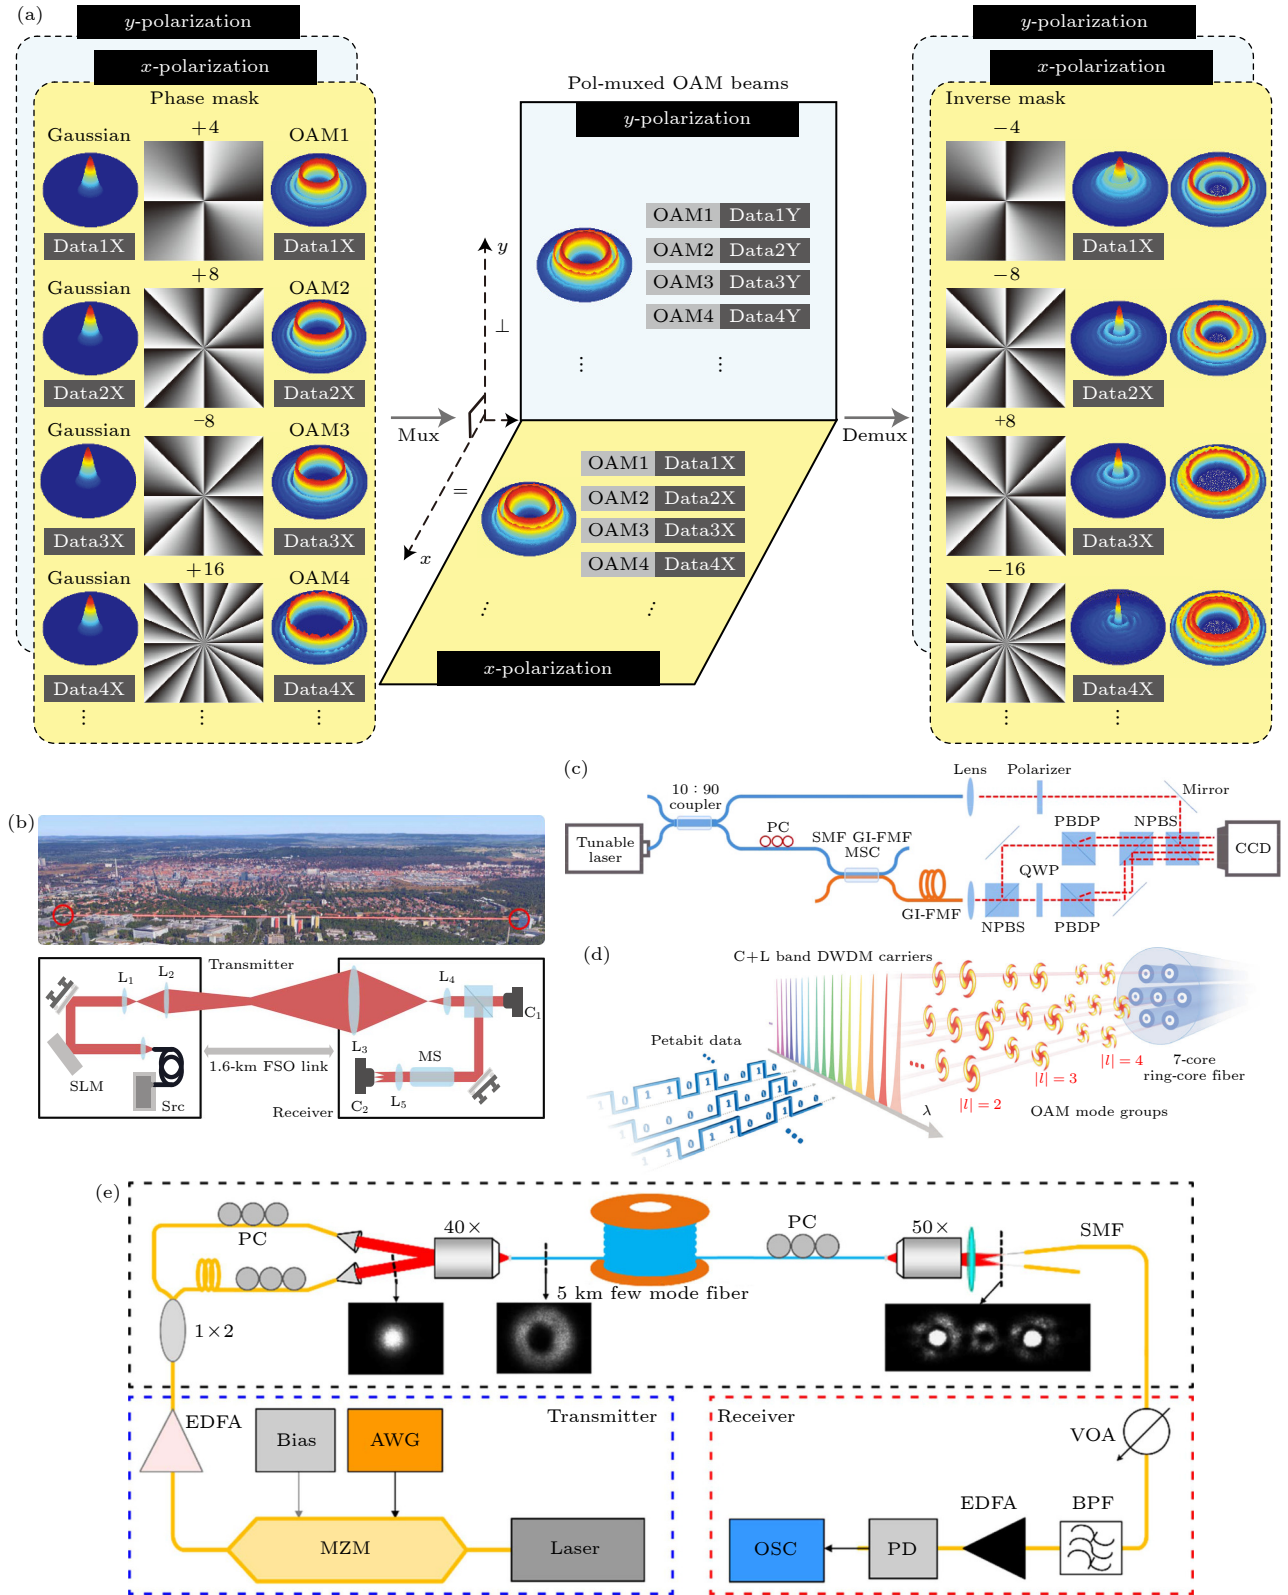 (a)
y-polarization
x-polarization
Phase mask
+4
Gaussian
OAM1
Data1X
Data1X
+8
Gaussian
OAM2
Data2X
Data2X
−8
Gaussian
OAM3
Data3X
Data3X
+16
Gaussian
OAM4
Data4X
Data4X
⋮ ⋮ ⋮
Mux
y
⊥
=
x
Pol-muxed OAM beams
y-polarization
OAM1 Data1Y
OAM2 Data2Y
OAM3 Data3Y
OAM4 Data4Y
⋮ ⋮
OAM1 Data1X
OAM2 Data2X
OAM3 Data3X
OAM4 Data4X
⋮ ⋮
x-polarization
Demux
y-polarization
x-polarization
Inverse mask
−4
Data1X
−8
Data2X
+8
Data3X
−16
Data4X
⋮ ⋮
(b)
L1
L2
Transmitter
L4
C1
L3
MS
1.6-km FSO link
SLM
C2
L5
Src
Receiver
(c)
Lens
Polarizer
10 : 90
coupler
Mirror
PBDP
NPBS
PC
Tunable
laser
SMF GI-FMF
MSC
CCD
QWP
GI-FMF
NPBS
PBDP
(d)
C+L band DWDM carriers
Petabit data
λ
|l| = 2
|l| = 3
|l| = 4
7-core
ring-core fiber
OAM mode groups
(e)
PC
40×
PC
50×
SMF
5 km few mode fiber
1×2
EDFA
Bias
AWG
Transmitter
MZM
Laser
Receiver
VOA
EDFA
BPF
OSC
PD